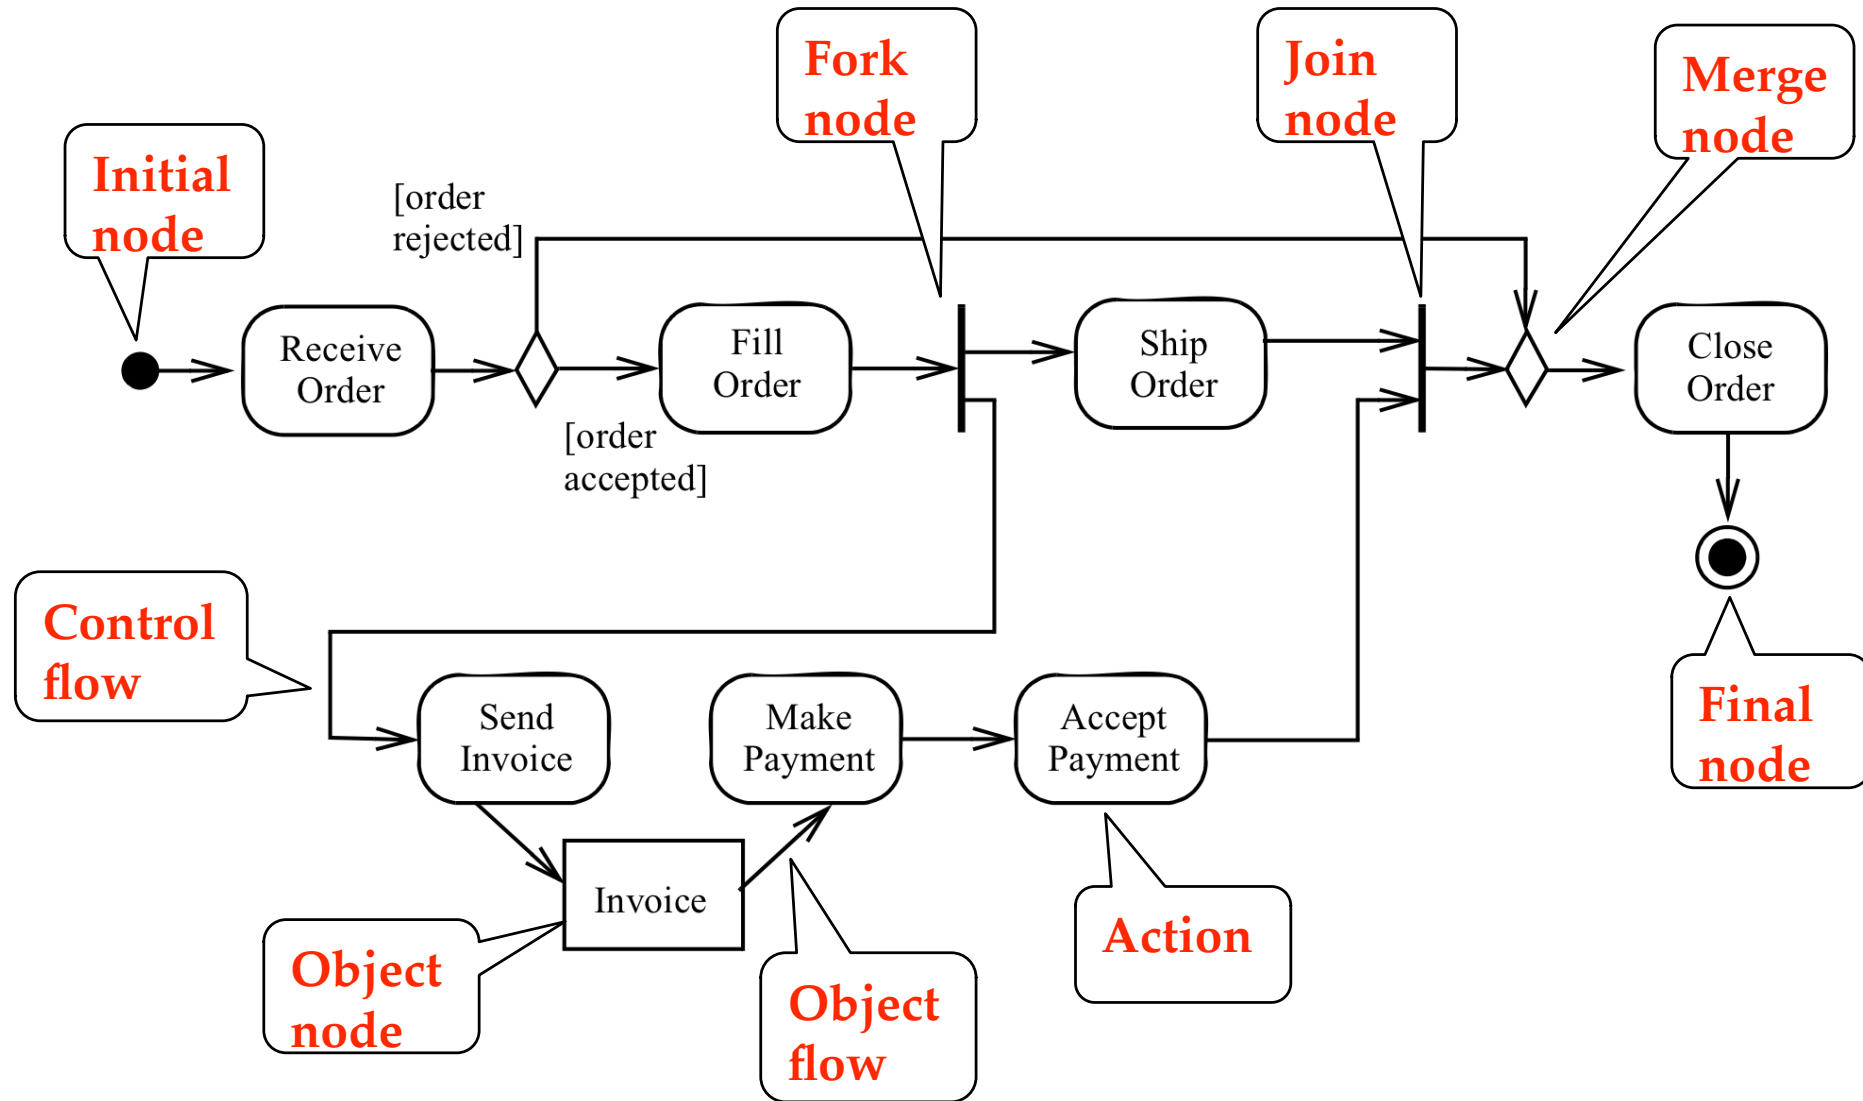 Fork
node
Join
node
Merge
node
Initial
node
[order
rejected]
Receive
Order
Fill
Order
Ship
Order
Close
Order
[order
accepted]
Control
flow
Send
Invoice
Make
Payment
Accept
Payment
Final
node
Invoice
Object
node
Object
flow
Action